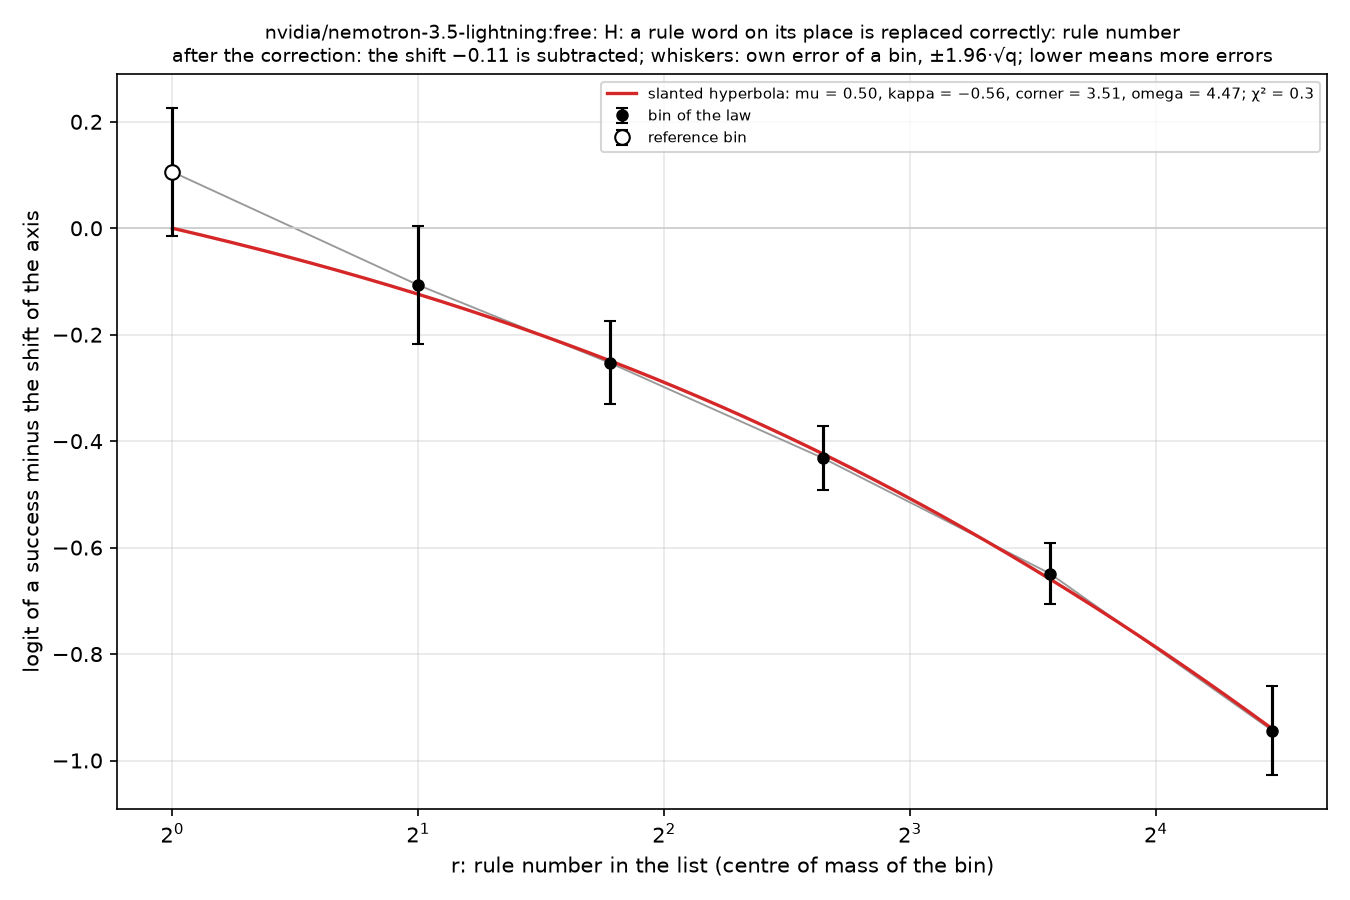 nvidia/nemotron-3.5-lightning:free: H: a rule word on its place is replaced correctly: rule number
after the correction: the shift −0.11 is subtracted; whiskers: own error of a bin, ±1.96·√q; lower means more errors
slanted hyperbola: mu = 0.50, kappa = −0.56, corner = 3.51, omega = 4.47; χ² = 0.3
bin of the law
reference bin
logit of a success minus the shift of the axis
0.2
0.0
−0.2
−0.4
−0.6
−0.8
−1.0
2⁰ 2¹ 2² 2³ 2⁴
r: rule number in the list (centre of mass of the bin)